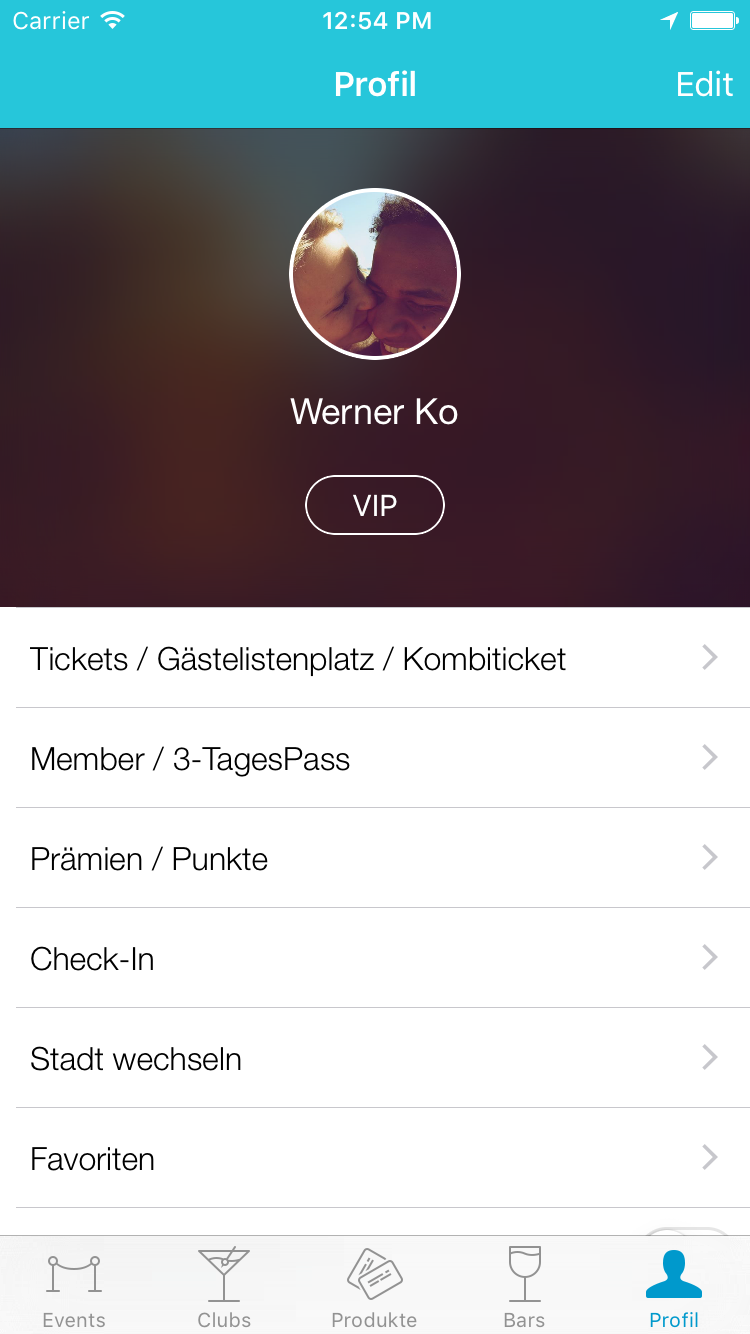 Carrier 12:54 PM
Profil Edit
Werner Ko
VIP
Tickets / Gästelistenplatz / Kombiticket
Member / 3-TagesPass
Prämien / Punkte
Check-In
Stadt wechseln
Favoriten
Events Clubs Produkte Bars Profil